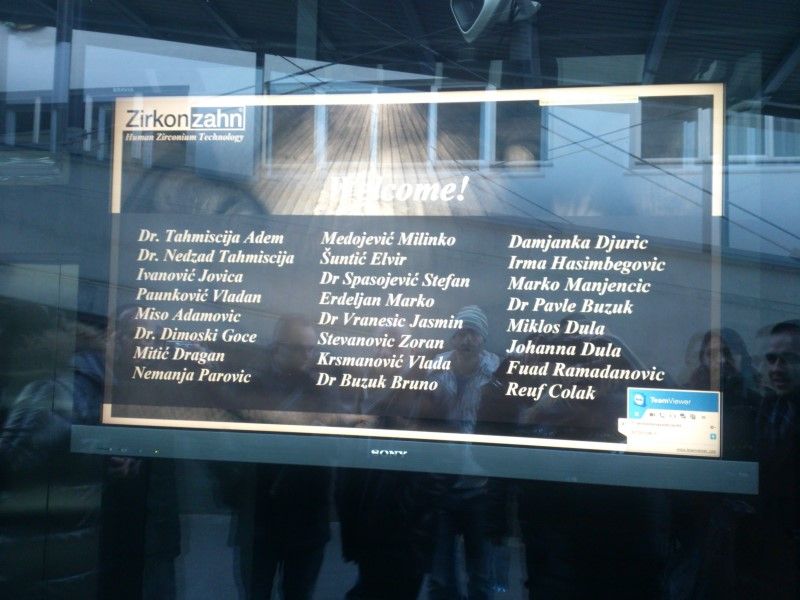 Zirkonzahn®
Human Zirconium Technology
Welcome!
Dr. Tahmiscija Adem
Dr. Nedzad Tahmiscija
Ivanović Jovica
Paunković Vladan
Miso Adamovic
Dr. Dimoski Goce
Mitić Dragan
Nemanja Parovic
Medojević Milinko
Šuntić Elvir
Dr Spasojević Stefan
Erdeljan Marko
Dr Vranesic Jasmin
Stevanovic Zoran
Krsmanović Vlada
Dr Buzuk Bruno
Damjanka Djuric
Irma Hasimbegovic
Marko Manjencic
Dr Pavle Buzuk
Miklos Dula
Johanna Dula
Fuad Ramadanovic
Reuf Colak
TeamViewer
SONY